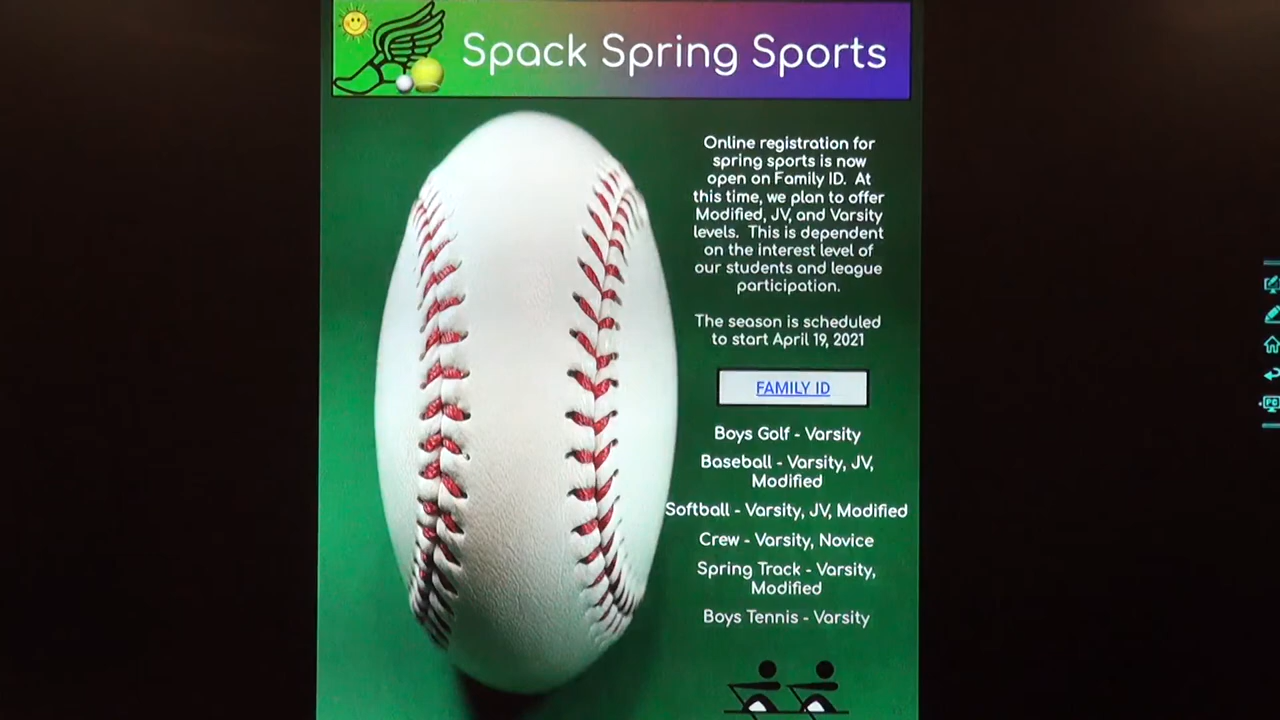 Spack Spring Sports
Online registration for
spring sports is now
open on Family ID. At
this time, we plan to offer
Modified, JV, and Varsity
levels. This is dependent
on the interest level of
our students and league
participation.
The season is scheduled
to start April 19, 2021
FAMILY ID
Boys Golf - Varsity
Baseball - Varsity, JV,
Modified
Softball - Varsity, JV, Modified
Crew - Varsity, Novice
Spring Track - Varsity,
Modified
Boys Tennis - Varsity
PC